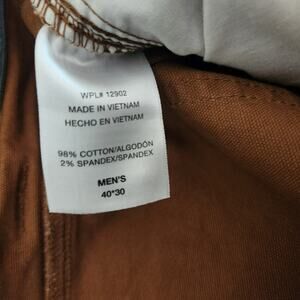 WPL# 12902
MADE IN VIETNAM
HECHO EN VIETNAM
98% COTTON/ALGODÓN
2% SPANDEX/SPANDEX
MEN'S
40*30